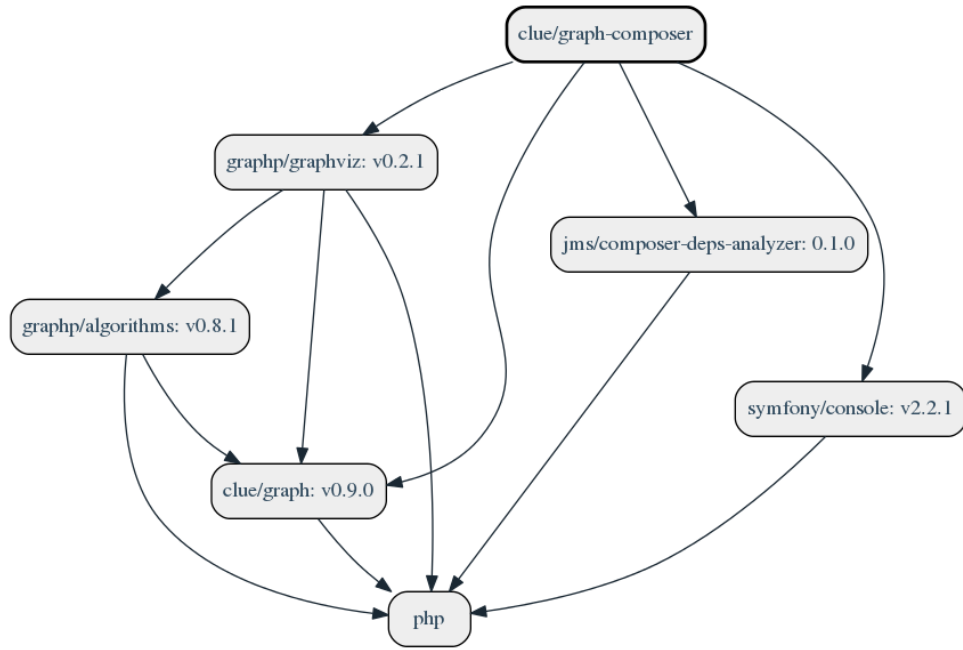 clue/graph-composer
graphp/graphviz: v0.2.1
jms/composer-deps-analyzer: 0.1.0
graphp/algorithms: v0.8.1
symfony/console: v2.2.1
clue/graph: v0.9.0
php